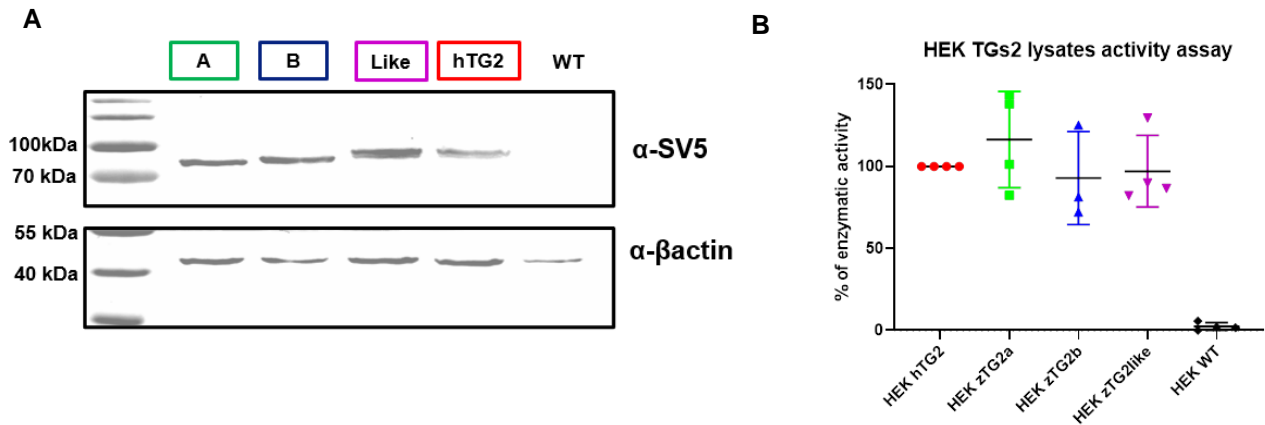 A
A B Like hTG2 WT
100kDa
70 kDa
α-SV5
55 kDa
40 kDa
α-βactin
B
HEK TGs2 lysates activity assay
% of enzymatic activity
150
100
50
0
HEK hTG2
HEK zTG2a
HEK zTG2b
HEK zTG2like
HEK WT